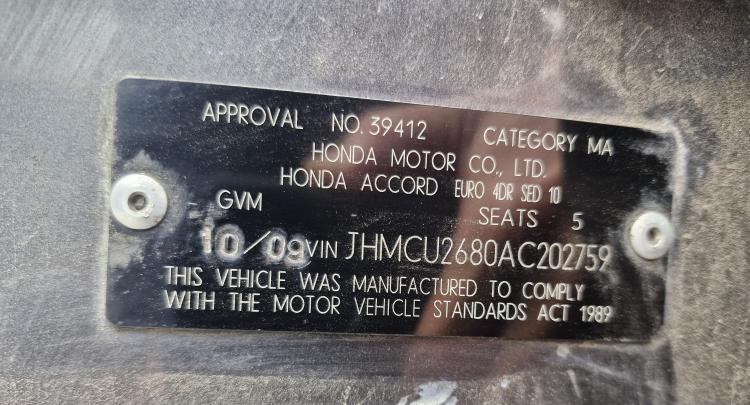 APPROVAL NO. 39412 CATEGORY MA
HONDA MOTOR CO., LTD.
HONDA ACCORD EURO 4DR SED 10
GVM SEATS 5
10/09 VIN JHMCU2680AC202759
THIS VEHICLE WAS MANUFACTURED TO COMPLY
WITH THE MOTOR VEHICLE STANDARDS ACT 1989